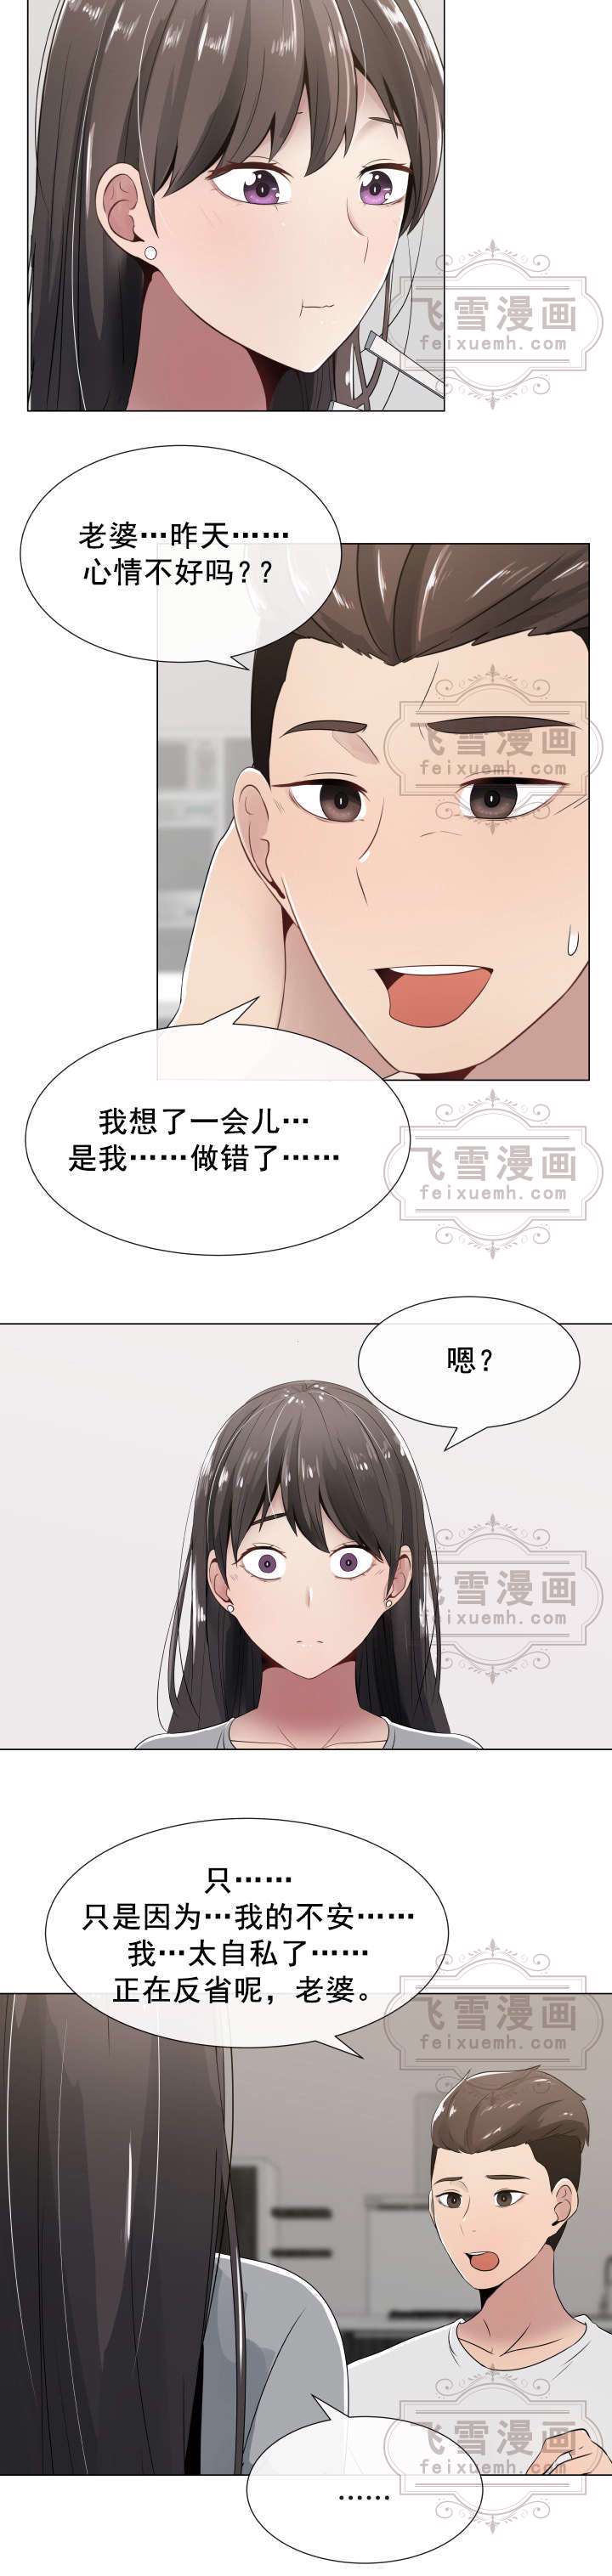 飞雪漫画
feixuemh.com
老婆…昨天……
心情不好吗??
飞雪漫画
feixuemh.com
我想了一会儿…
是我……做错了……
飞雪漫画
feixuemh.com
嗯?
飞雪漫画
feixuemh.com
只……
只是因为…我的不安……
我…太自私了……
正在反省呢，老婆。
飞雪漫画
feixuemh.com
飞雪漫画
feixuemh.com
……